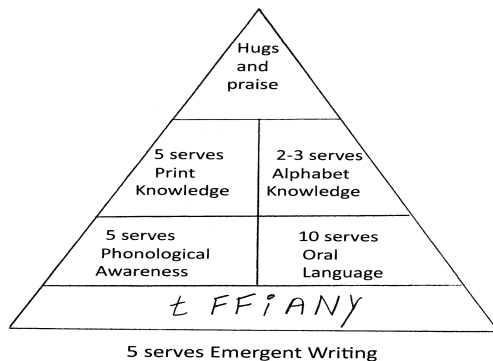 Hugs
and
praise
5 serves
Print
Knowledge
2-3 serves
Alphabet
Knowledge
5 serves
Phonological
Awareness
10 serves
Oral
Language
t FFiANY
5 serves Emergent Writing